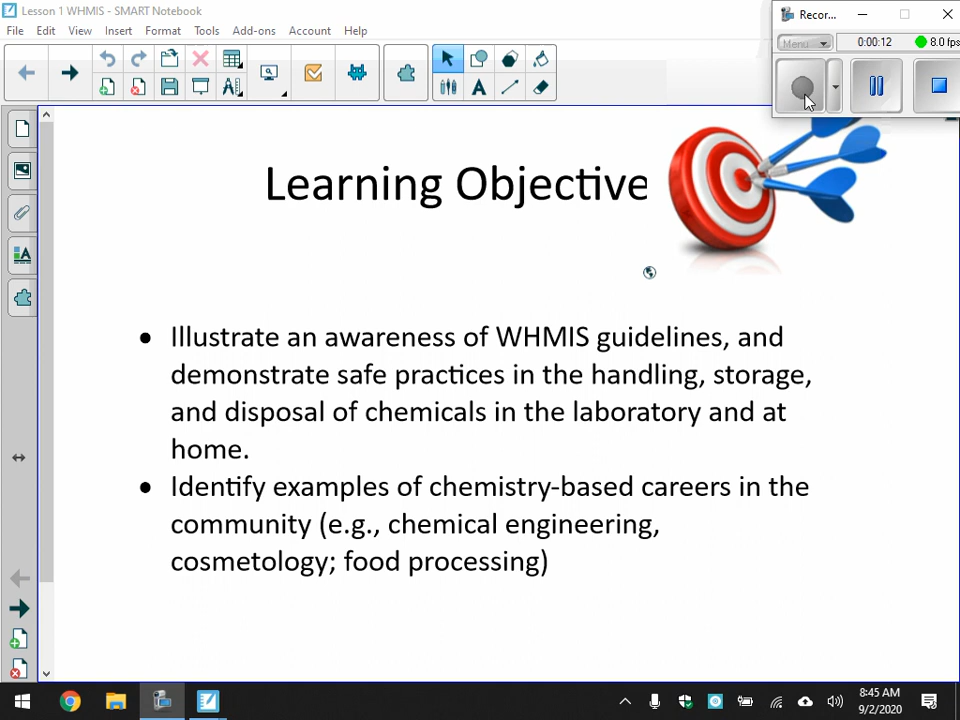 Lesson 1 WHMIS - SMART Notebook
File Edit View Insert Format Tools Add-ons Account Help
Recor...
Menu
0:00:12
8.0 fps
Learning Objective
• Illustrate an awareness of WHMIS guidelines, and
demonstrate safe practices in the handling, storage,
and disposal of chemicals in the laboratory and at
home.
• Identify examples of chemistry-based careers in the
community (e.g., chemical engineering,
cosmetology; food processing)
8:45 AM
9/2/2020